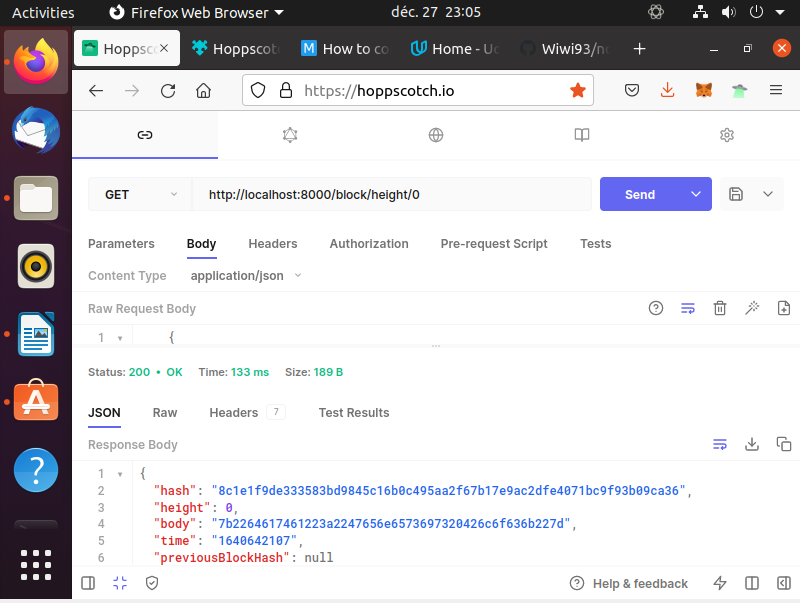 Activities Firefox Web Browser déc. 27 23:05
Hoppsc Hoppscot How to co Home - Ud Wiwi93/ne
https://hoppscotch.io
GET http://localhost:8000/block/height/0 Send
Parameters Body Headers Authorization Pre-request Script Tests
Content Type application/json
Raw Request Body
1 {
Status: 200 • OK Time: 133 ms Size: 189 B
JSON Raw Headers 7 Test Results
Response Body
1 {
2 "hash": "8c1e1f9de333583bd9845c16b0c495aa2f67b17e9ac2dfe4071bc9f93b09ca36",
3 "height": 0,
4 "body": "7b2264617461223a2247656e6573697320426c6f636b227d",
5 "time": "1640642107",
6 "previousBlockHash": null
Help & feedback